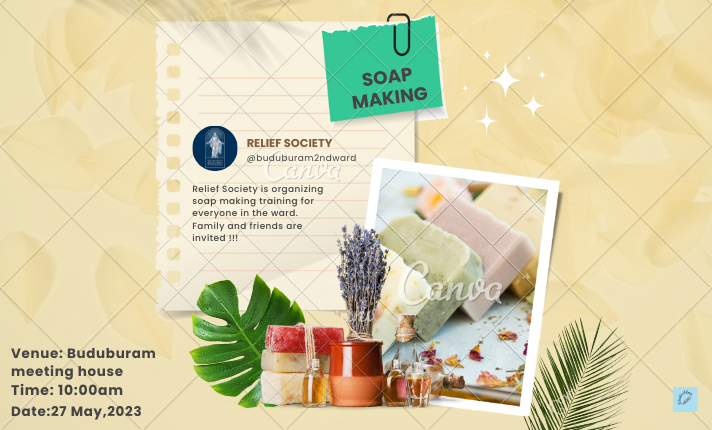 SOAP
MAKING
RELIEF SOCIETY
@buduburam2ndward
Relief Society is organizing
soap making training for
everyone in the ward.
Family and friends are
invited !!!
Canva
Canva
Venue: Buduburam
meeting house
Time: 10:00am
Date:27 May,2023